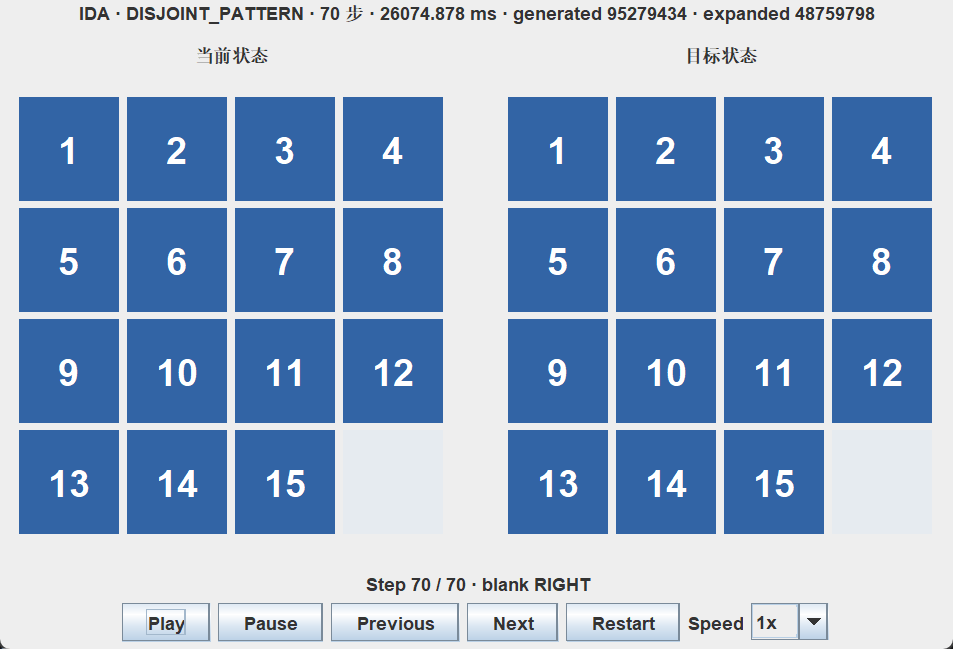 IDA · DISJOINT_PATTERN · 70 步 · 26074.878 ms · generated 95279434 · expanded 48759798
当前状态 目标状态
1 2 3 4 1 2 3 4
5 6 7 8 5 6 7 8
9 10 11 12 9 10 11 12
13 14 15 13 14 15
Step 70 / 70 · blank RIGHT
Play Pause Previous Next Restart Speed 1x